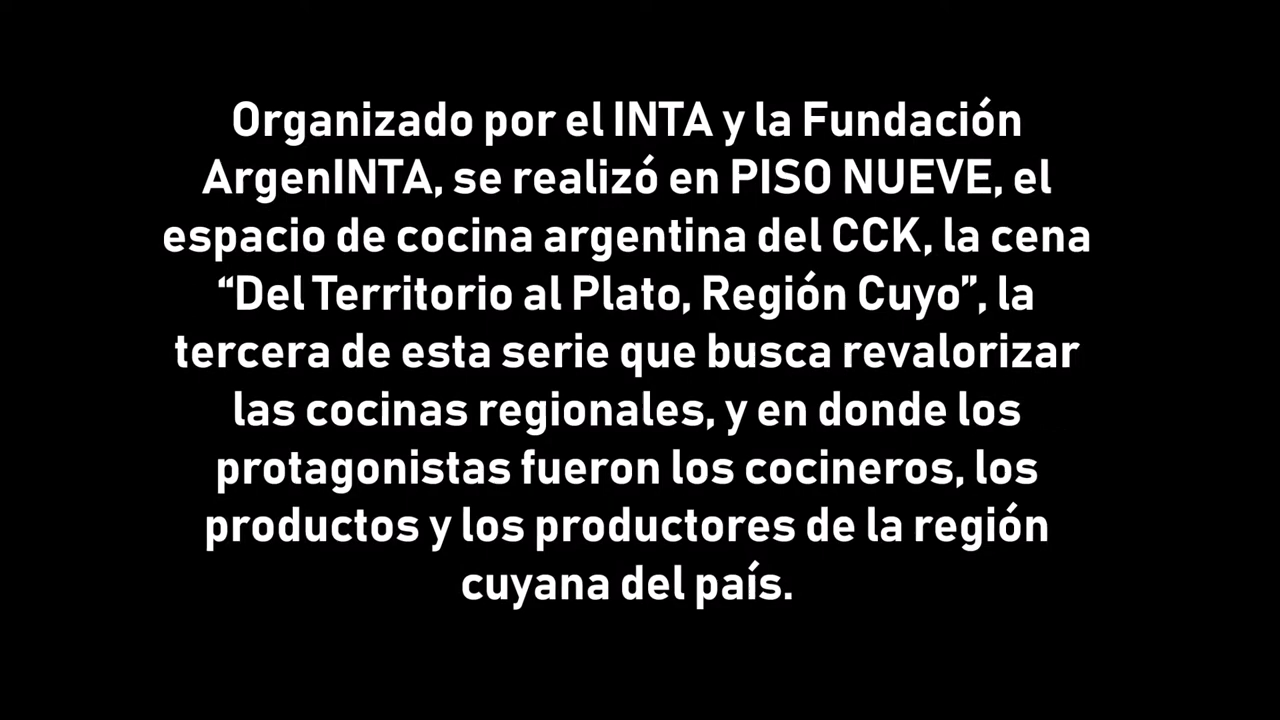 Organizado por el INTA y la Fundación
ArgenINTA, se realizó en PISO NUEVE, el
espacio de cocina argentina del CCK, la cena
“Del Territorio al Plato, Región Cuyo”, la
tercera de esta serie que busca revalorizar
las cocinas regionales, y en donde los
protagonistas fueron los cocineros, los
productos y los productores de la región
cuyana del país.